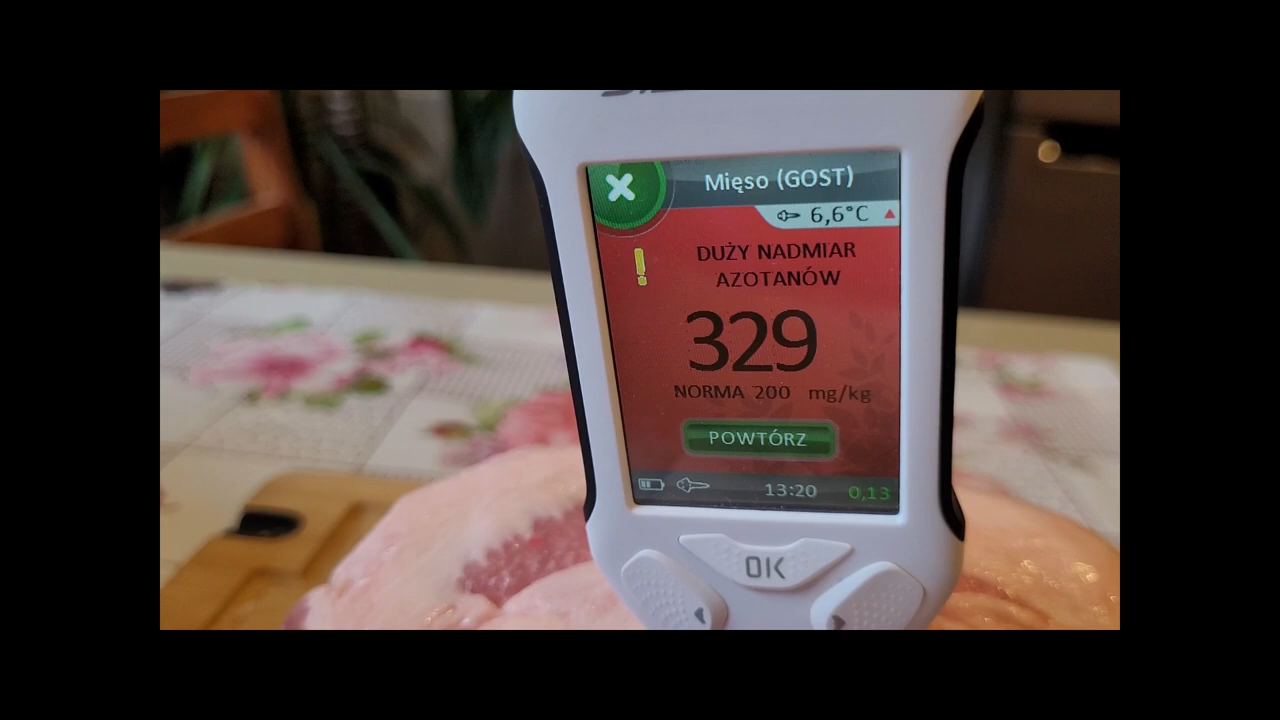 Mięso (GOST)
6,6°C
DUŻY NADMIAR
AZOTANÓW
329
NORMA 200 mg/kg
POWTÓRZ
13:20 0,13
OK